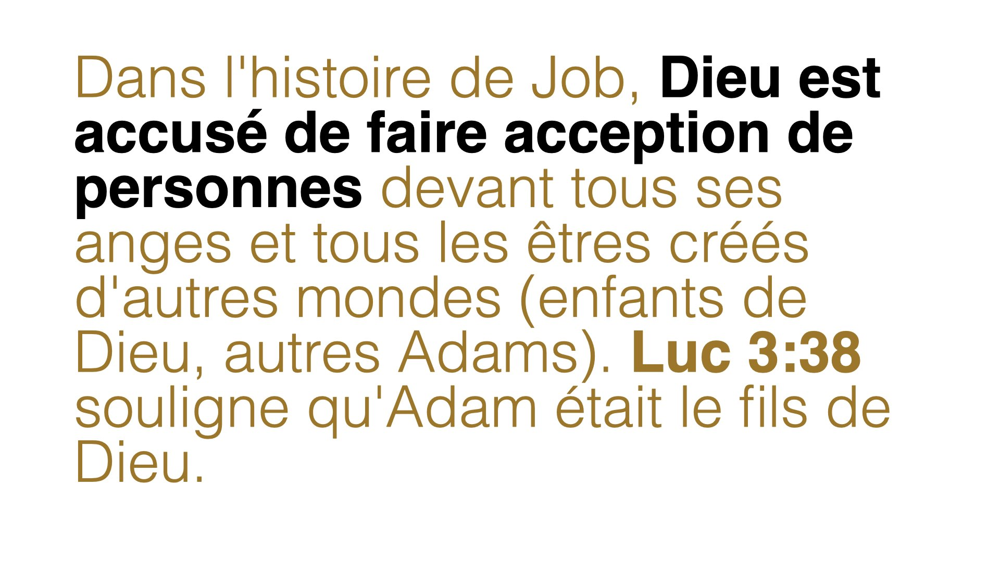 Dans l'histoire de Job, Dieu est
accusé de faire acception de
personnes devant tous ses
anges et tous les êtres créés
d'autres mondes (enfants de
Dieu, autres Adams). Luc 3:38
souligne qu'Adam était le fils de
Dieu.